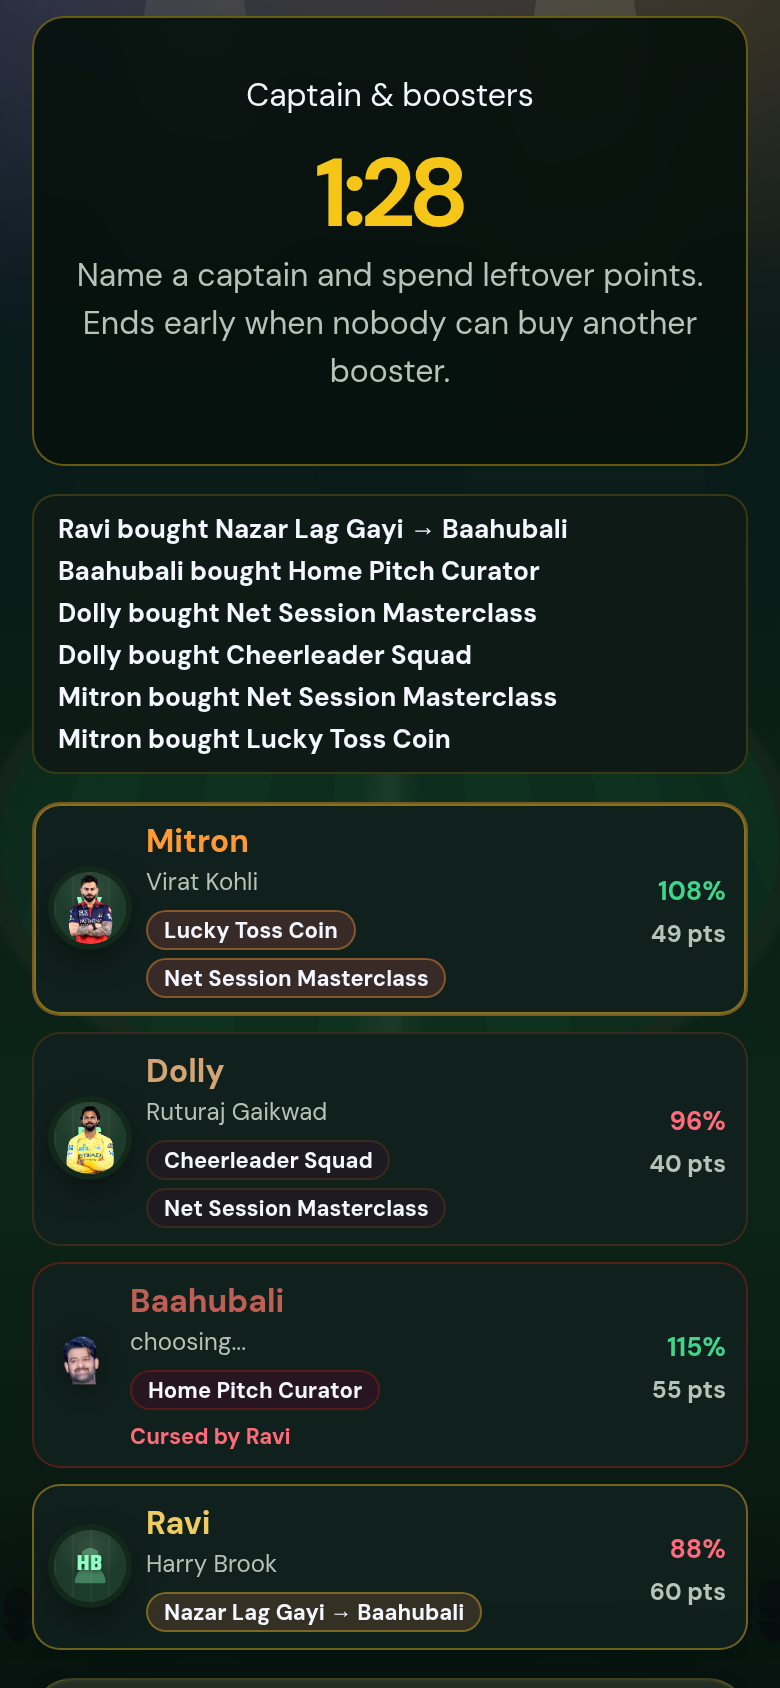 Captain & boosters
1:28
Name a captain and spend leftover points.
Ends early when nobody can buy another
booster.
Ravi bought Nazar Lag Gayi → Baahubali
Baahubali bought Home Pitch Curator
Dolly bought Net Session Masterclass
Dolly bought Cheerleader Squad
Mitron bought Net Session Masterclass
Mitron bought Lucky Toss Coin
Mitron
Virat Kohli
108%
Lucky Toss Coin
49 pts
Net Session Masterclass
Dolly
Ruturaj Gaikwad
96%
Cheerleader Squad
40 pts
Net Session Masterclass
Baahubali
choosing...
115%
Home Pitch Curator
55 pts
Cursed by Ravi
Ravi
HB
Harry Brook
88%
60 pts
Nazar Lag Gayi → Baahubali